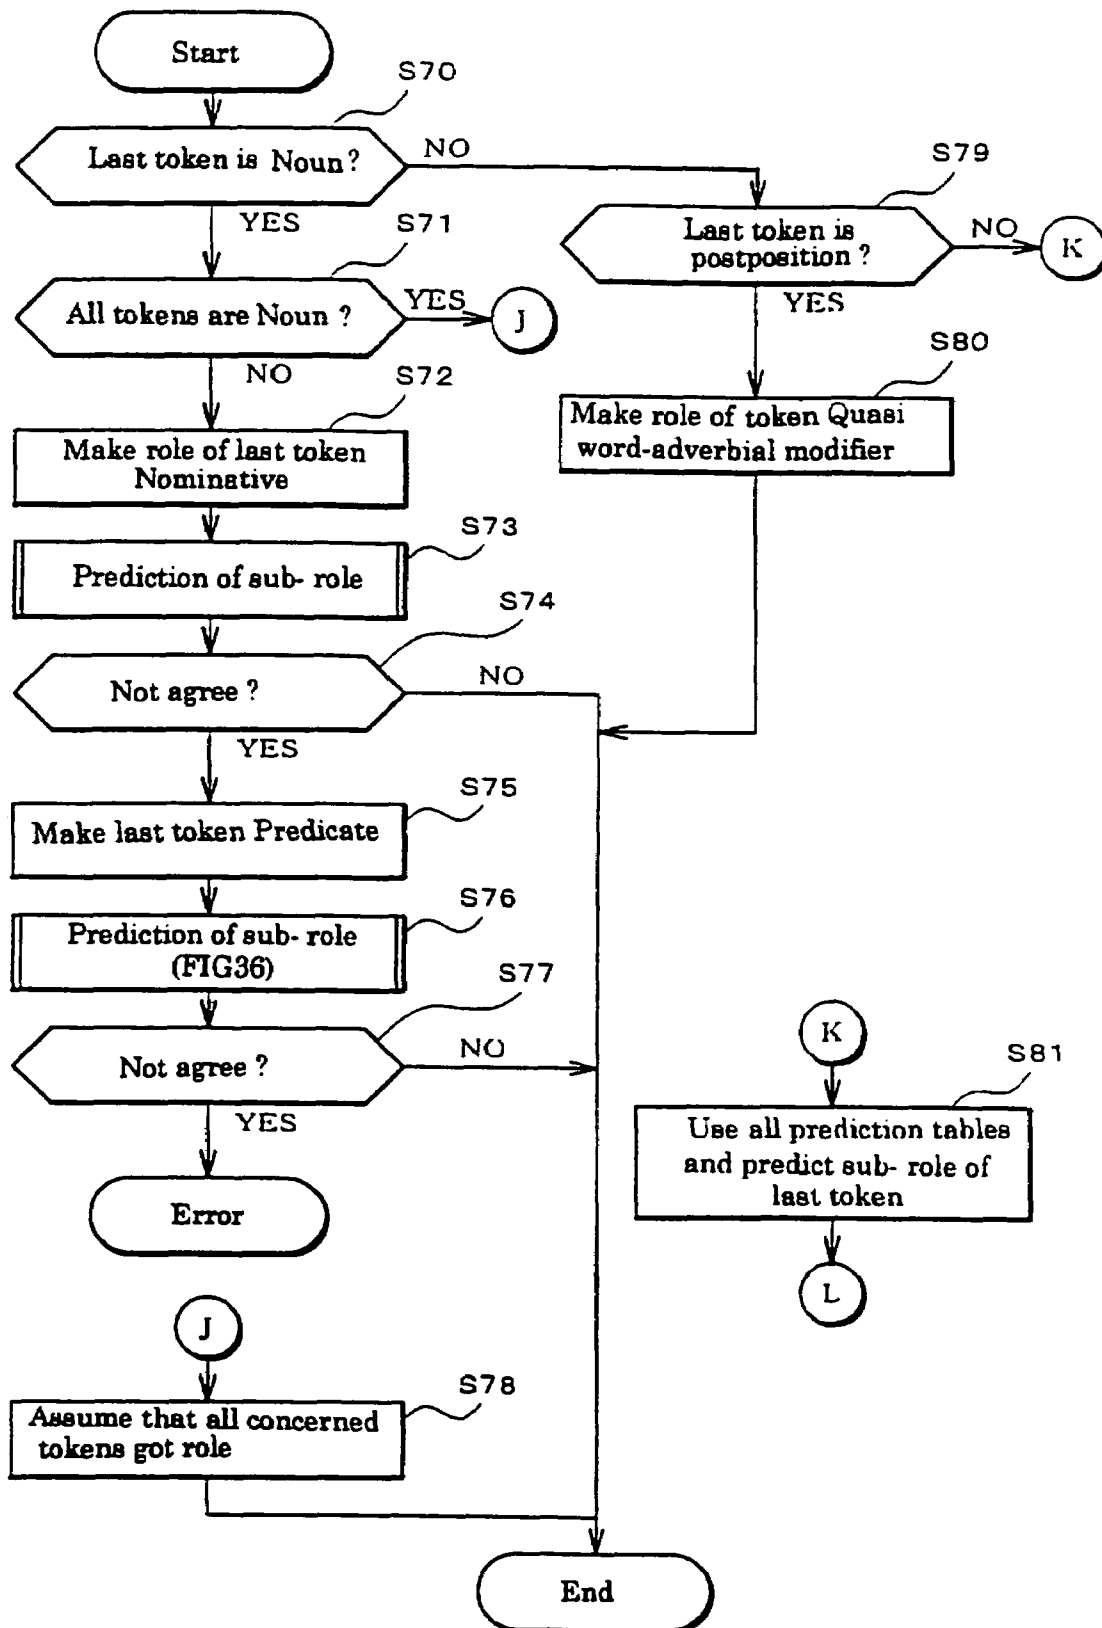 Start
S70
Last token is Noun?
NO
YES
S79
Last token is
postposition ?
NO
K
YES
S71
All tokens are Noun ?
YES
J
NO
S72
Make role of last token
Nominative
S80
Make role of token Quasi
word-adverbial modifier
S73
Prediction of sub- role
S74
Not agree ?
NO
YES
S75
Make last token Predicate
S76
Prediction of sub- role
(FIG36)
S77
Not agree ?
NO
YES
Error
K
S81
Use all prediction tables
and predict sub- role of
last token
L
J
S78
Assume that all concerned
tokens got role
End